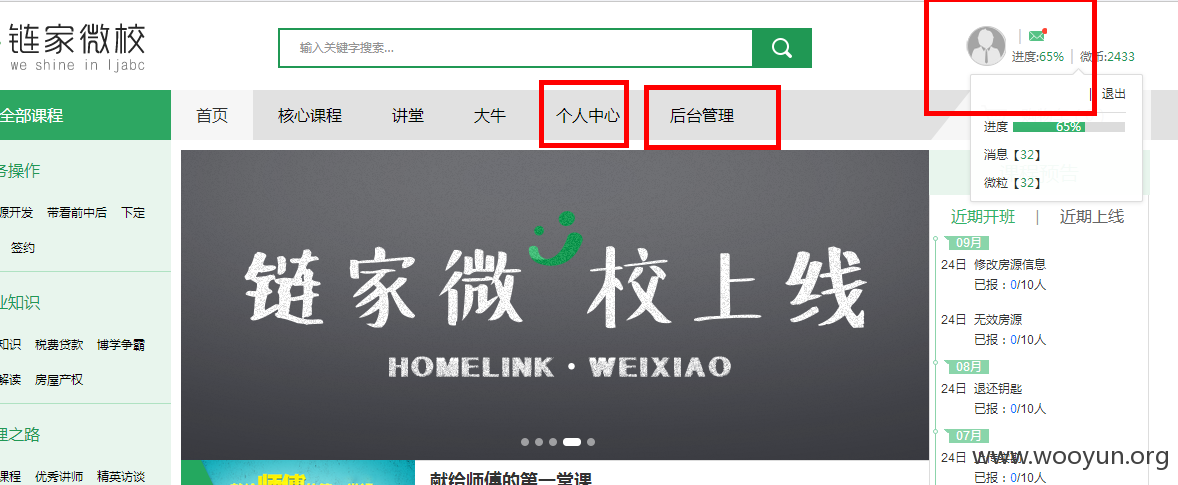 链家微校
we shine in ljabc
输入关键字搜索...
进度:65% 微币:2433
退出
进度 65%
消息【32】
微粒【32】
全部课程
首页 核心课程 讲堂 大牛 个人中心 后台管理
操作
源开发 带看前中后 下定
签约
知识
知识 税费贷款 博学争霸
解读 房屋产权
理之路
课程 优秀讲师 精英访谈
链家微校上线
HOMELINK·WEIXIAO
献给师傅的第一堂课
近期开班 | 近期上线
09月
24日 修改房源信息
已报：0/10人
无效房源
已报：0/10人
08月
24日 退还钥匙
已报：0/10人
07月
24日
已报：0/10人
www.wooyun.org